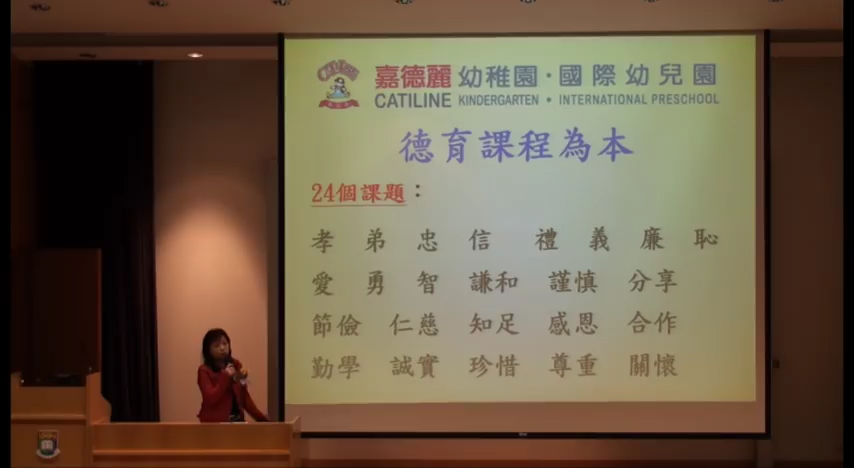 嘉德麗 幼稚園·國際幼兒園
CATILINE KINDERGARTEN • INTERNATIONAL PRESCHOOL
德育課程為本
24個課題：
孝 弟 忠 信 禮 義 廉 恥
愛 勇 智 謙和 謹慎 分享
節儉 仁慈 知足 感恩 合作
勤學 誠實 珍惜 尊重 關懷